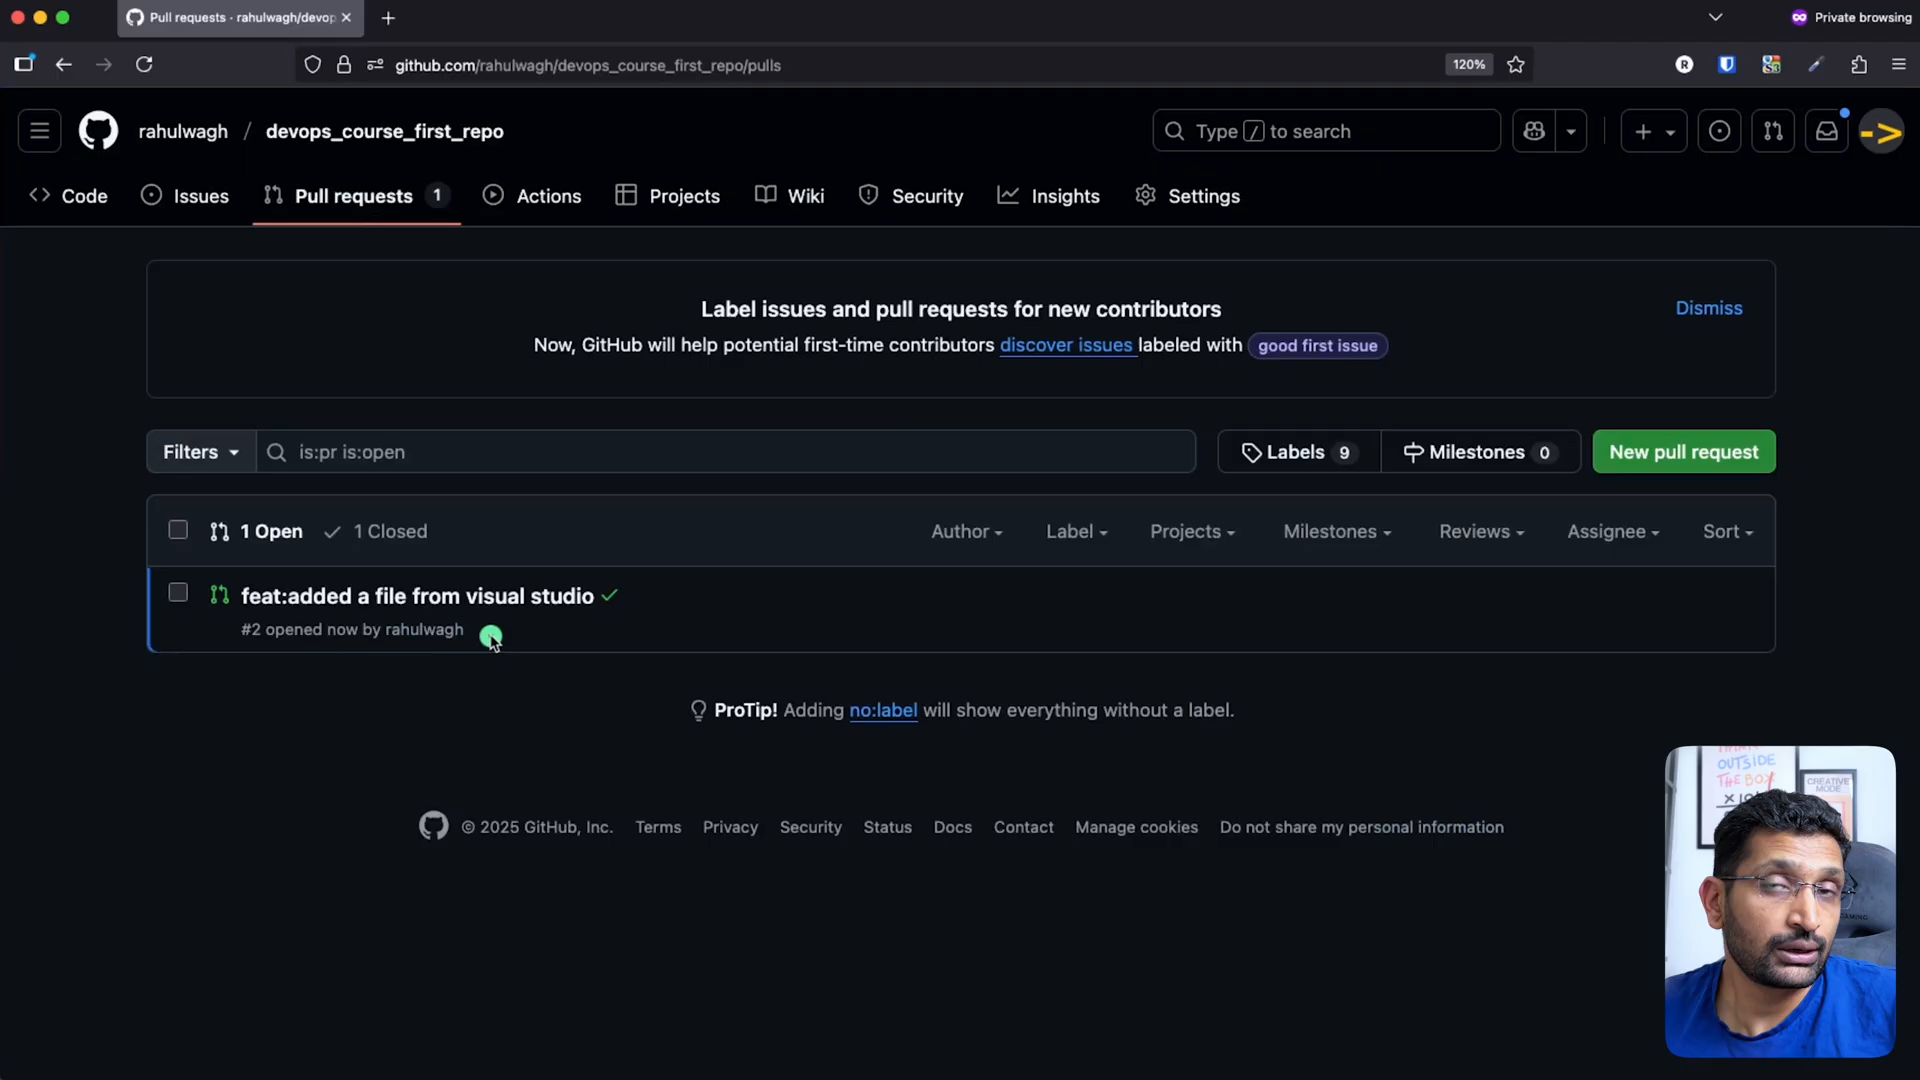 Pull requests · rahulwagh/devop
Private browsing
github.com/rahulwagh/devops_course_first_repo/pulls
120%
R
rahulwagh / devops_course_first_repo
Type / to search
Code
Issues
Pull requests 1
Actions
Projects
Wiki
Security
Insights
Settings
Label issues and pull requests for new contributors
Dismiss
Now, GitHub will help potential first-time contributors discover issues labeled with good first issue
Filters
is:pr is:open
Labels 9
Milestones 0
New pull request
1 Open
1 Closed
Author
Label
Projects
Milestones
Reviews
Assignee
Sort
feat:added a file from visual studio
#2 opened now by rahulwagh
ProTip! Adding no:label will show everything without a label.
© 2025 GitHub, Inc.
Terms
Privacy
Security
Status
Docs
Contact
Manage cookies
Do not share my personal information
OUTSIDE
THE BOX
CREATIVE
MODE